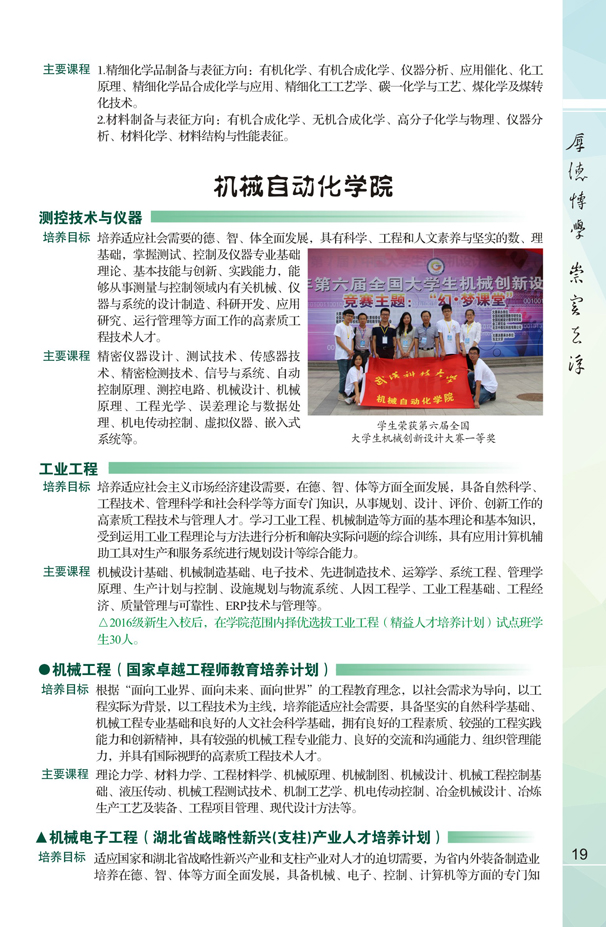 主要课程 1.精细化学品制备与表征方向：有机化学、有机合成化学、仪器分析、应用催化、化工
原理、精细化学品合成化学与应用、精细化工工艺学、碳一化学与工艺、煤化学及煤转
化技术。
2.材料制备与表征方向：有机合成化学、无机合成化学、高分子化学与物理、仪器分
析、材料化学、材料结构与性能表征。
机械自动化学院
测控技术与仪器
培养目标 培养适应社会需要的德、智、体全面发展，具有科学、工程和人文素养与坚实的数、理
基础，掌握测试、控制及仪器专业基础
理论、基本技能与创新、实践能力，能
够从事测量与控制领域内有关机械、仪
器与系统的设计制造、科研开发、应用
研究、运行管理等方面工作的高素质工
程技术人才。
主要课程 精密仪器设计、测试技术、传感器技
术、精密检测技术、信号与系统、自动
控制原理、测控电路、机械设计、机械
原理、工程光学、误差理论与数据处
理、机电传动控制、虚拟仪器、嵌入式
系统等。
年第六届全国大学生机械创新设
竞赛主题：“幻·梦课堂”
武汉科技大学
机械自动化学院
学生荣获第六届全国
大学生机械创新设计大赛一等奖
工业工程
培养目标 培养适应社会主义市场经济建设需要，在德、智、体等方面全面发展，具备自然科学、
工程技术、管理科学和社会科学等方面专门知识，从事规划、设计、评价、创新工作的
高素质工程技术与管理人才。学习工业工程、机械制造等方面的基本理论和基本知识，
受到运用工业工程理论与方法进行分析和解决实际问题的综合训练，具有应用计算机辅
助工具对生产和服务系统进行规划设计等综合能力。
主要课程 机械设计基础、机械制造基础、电子技术、先进制造技术、运筹学、系统工程、管理学
原理、生产计划与控制、设施规划与物流系统、人因工程学、工业工程基础、工程经
济、质量管理与可靠性、ERP技术与管理等。
△2016级新生入校后，在学院范围内择优选拔工业工程（精益人才培养计划）试点班学
生30人。
●机械工程（国家卓越工程师教育培养计划）
培养目标 根据“面向工业界、面向未来、面向世界”的工程教育理念，以社会需求为导向，以工
程实际为背景，以工程技术为主线，培养能适应社会需要，具备坚实的自然科学基础、
机械工程专业基础和良好的人文社会科学基础，拥有良好的工程素质、较强的工程实践
能力和创新精神，具有较强的机械工程专业能力、良好的交流和沟通能力、组织管理能
力，并具有国际视野的高素质工程技术人才。
主要课程 理论力学、材料力学、工程材料学、机械原理、机械制图、机械设计、机械工程控制基
础、液压传动、机械工程测试技术、机制工艺学、机电传动控制、冶金机械设计、冶炼
生产工艺及装备、工程项目管理、现代设计方法等。
▲机械电子工程（湖北省战略性新兴(支柱)产业人才培养计划）
培养目标 适应国家和湖北省战略性新兴产业和支柱产业对人才的迫切需要，为省内外装备制造业
培养在德、智、体等方面全面发展，具备机械、电子、控制、计算机等方面的专门知
厚德博学 崇实求深
19